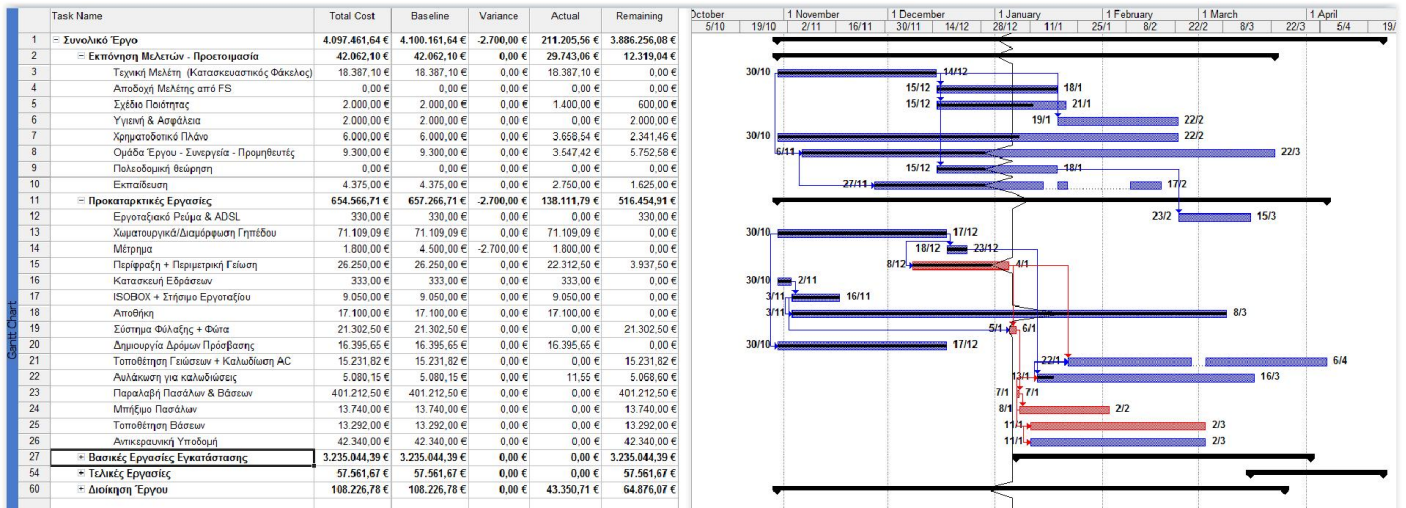 Task Name Total Cost Baseline Variance Actual Remaining
October 1 November 1 December 1 January 1 February 1 March 1 April
5/10 19/10 2/11 16/11 30/11 14/12 28/12 11/1 25/1 8/2 22/2 8/3 22/3 5/4 19/
1 Συνολικό Έργο 4.097.461,64 € 4.100.161,64 € -2.700,00 € 211.205,56 € 3.886.256,08 €
2 Εκπόνηση Μελετών - Προετοιμασία 42.062,10 € 42.062,10 € 0,00 € 29.743,06 € 12.319,04 €
3 Τεχνική Μελέτη (Κατασκευαστικός Φάκελος) 18.387,10 € 18.387,10 € 0,00 € 18.387,10 € 0,00 € 30/10 14/12
4 Αποδοχή Μελέτης από FS 0,00 € 0,00 € 0,00 € 0,00 € 0,00 € 15/12 18/1
5 Σχέδιο Ποιότητας 2.000,00 € 2.000,00 € 0,00 € 1.400,00 € 600,00 € 15/12 21/1
6 Υγιεινή & Ασφάλεια 2.000,00 € 2.000,00 € 0,00 € 0,00 € 2.000,00 € 19/1 22/2
7 Χρηματοδοτικό Πλάνο 6.000,00 € 6.000,00 € 0,00 € 3.658,54 € 2.341,46 € 30/10 22/2
8 Ομάδα Έργου - Συνεργεία - Προμηθευτές 9.300,00 € 9.300,00 € 0,00 € 3.547,42 € 5.752,58 € 6/11 22/3
9 Πολεοδομική θεώρηση 0,00 € 0,00 € 0,00 € 0,00 € 0,00 € 15/12 18/1
10 Εκπαίδευση 4.375,00 € 4.375,00 € 0,00 € 2.750,00 € 1.625,00 € 27/11 17/2
11 Προκαταρκτικές Εργασίες 654.566,71 € 657.266,71 € -2.700,00 € 138.111,79 € 516.454,91 €
12 Εργοταξιακό Ρεύμα & ADSL 330,00 € 330,00 € 0,00 € 0,00 € 330,00 € 23/2 15/3
13 Χωματουργικά/Διαμόρφωση Γηπέδου 71.109,09 € 71.109,09 € 0,00 € 71.109,09 € 0,00 € 30/10 17/12
14 Μέτρημα 1.800,00 € 4.500,00 € -2.700,00 € 1.800,00 € 0,00 € 18/12 23/12
15 Περίφραξη + Περιμετρική Γείωση 26.250,00 € 26.250,00 € 0,00 € 22.312,50 € 3.937,50 € 8/12 4/1
16 Κατασκευή Εδράσεων 333,00 € 333,00 € 0,00 € 333,00 € 0,00 € 30/10 2/11
17 ISOBOX + Στήσιμο Εργοταξίου 9.050,00 € 9.050,00 € 0,00 € 9.050,00 € 0,00 € 3/11 16/11
18 Αποθήκη 17.100,00 € 17.100,00 € 0,00 € 17.100,00 € 0,00 € 3/11 8/3
19 Σύστημα Φύλαξης + Φώτα 21.302,50 € 21.302,50 € 0,00 € 0,00 € 21.302,50 € 5/1 6/1
20 Δημιουργία Δρόμων Πρόσβασης 16.395,65 € 16.395,65 € 0,00 € 16.395,65 € 0,00 € 30/10 17/12
21 Τοποθέτηση Γειώσεων + Καλωδίωση AC 15.231,82 € 15.231,82 € 0,00 € 0,00 € 15.231,82 € 22/1 6/4
22 Αυλάκωση για καλωδιώσεις 5.080,15 € 5.080,15 € 0,00 € 11,55 € 5.068,60 € 13/1 16/3
23 Παραλαβή Πασάλων & Βάσεων 401.212,50 € 401.212,50 € 0,00 € 0,00 € 401.212,50 € 7/1 7/1
24 Μπήξιμο Πασάλων 13.740,00 € 13.740,00 € 0,00 € 0,00 € 13.740,00 € 8/1 2/2
25 Τοποθέτηση Βάσεων 13.292,00 € 13.292,00 € 0,00 € 0,00 € 13.292,00 € 11/1 2/3
26 Αντικεραυνική Υποδομή 42.340,00 € 42.340,00 € 0,00 € 0,00 € 42.340,00 € 11/1 2/3
27 Βασικές Εργασίες Εγκατάστασης 3.235.044,39 € 3.235.044,39 € 0,00 € 0,00 € 3.235.044,39 €
54 Τελικές Εργασίες 57.561,67 € 57.561,67 € 0,00 € 0,00 € 57.561,67 €
60 Διοίκηση Έργου 108.226,78 € 108.226,78 € 0,00 € 43.350,71 € 64.876,07 €
Gantt Chart